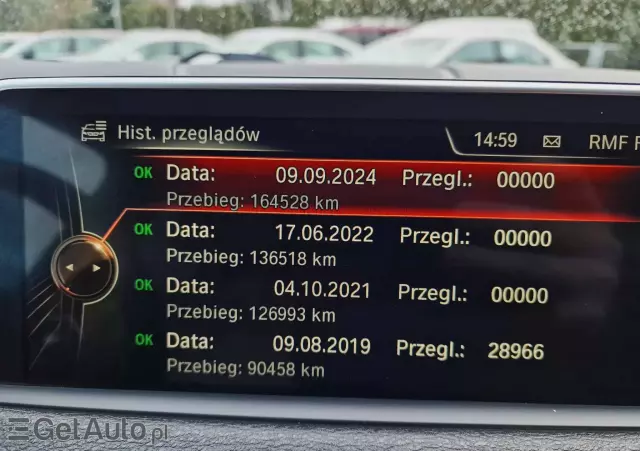 Hist. przeglądów 14:59 RMF F
OK Data: 09.09.2024 Przegl.: 00000
Przebieg: 164528 km
OK Data: 17.06.2022 Przegl.: 00000
Przebieg: 136518 km
OK Data: 04.10.2021 Przegl.: 00000
Przebieg: 126993 km
OK Data: 09.08.2019 Przegl.: 28966
Przebieg: 90458 km
GetAuto.pl